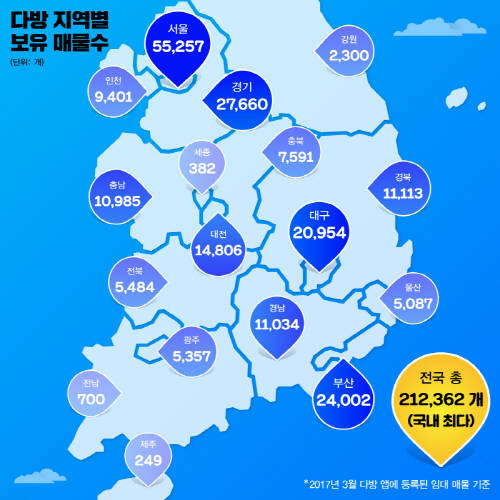 다방 지역별
보유 매물수
(단위: 개)
서울
55,257
강원
2,300
인천
9,401
경기
27,660
충북
7,591
세종
382
경북
11,113
충남
10,985
대구
20,954
대전
14,806
전북
5,484
울산
5,087
경남
11,034
광주
5,357
부산
24,002
전남
700
제주
249
전국 총
212,362 개
(국내 최다)
*2017년 3월 다방 앱에 등록된 임대 매물 기준